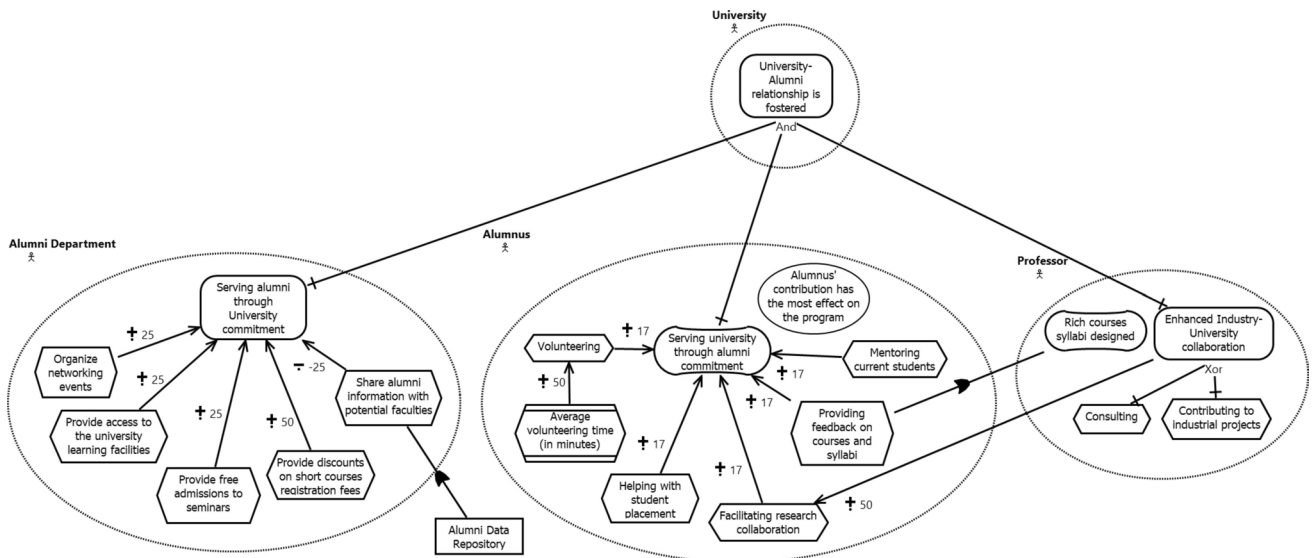 University
University-
Alumni
relationship is
fostered
And
Alumni Department
Serving alumni
through
University
commitment
25
Organize
networking
events
25
Provide access to
the university
learning facilities
25
Provide free
admissions to
seminars
50
Provide discounts
on short courses
registration fees
-25
Share alumni
information with
potential faculties
Alumni Data
Repository
Alumnus
Alumnus'
contribution has
the most effect on
the program
Volunteering
17
Serving university
through alumni
commitment
Mentoring
current students
17
50
Average
volunteering time
(in minutes)
17
Providing
feedback on
courses and
syllabi
17
Helping with
student
placement
17
Facilitating research
collaboration
50
Professor
Rich courses
syllabi designed
Enhanced Industry-
University
collaboration
Xor
Consulting
Contributing to
industrial projects